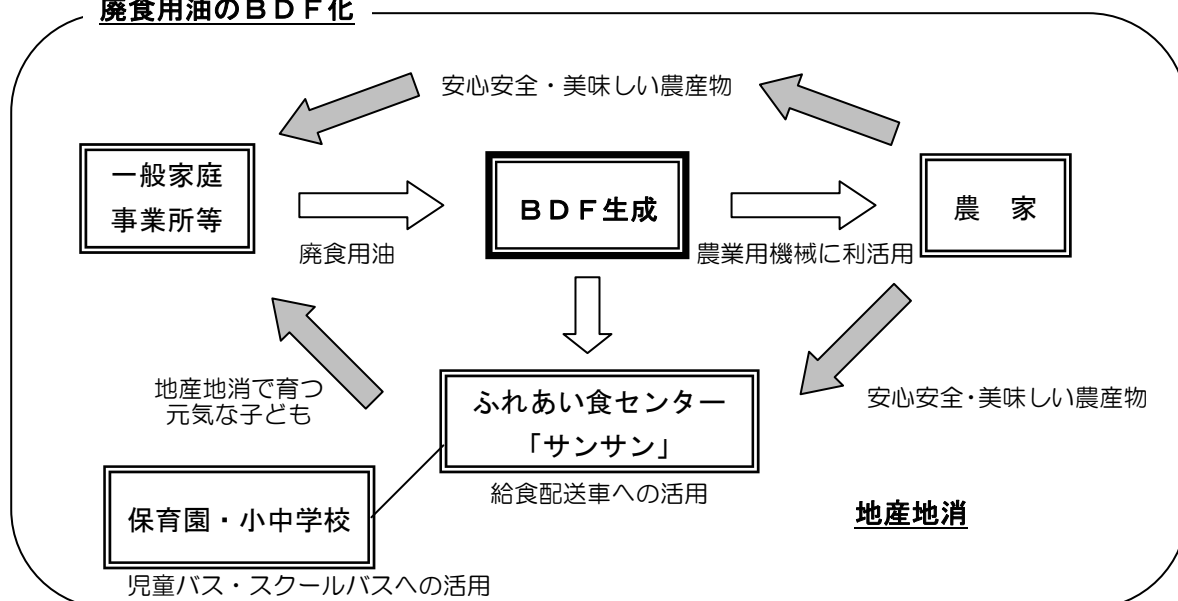 廃食用油のＢＤＦ化
安心安全・美味しい農産物
一般家庭
事業所等
ＢＤＦ生成
農　家
廃食用油
農業用機械に利活用
地産地消で育つ
元気な子ども
ふれあい食センター
「サンサン」
安心安全・美味しい農産物
給食配送車への活用
保育園・小中学校
地産地消
児童バス・スクールバスへの活用